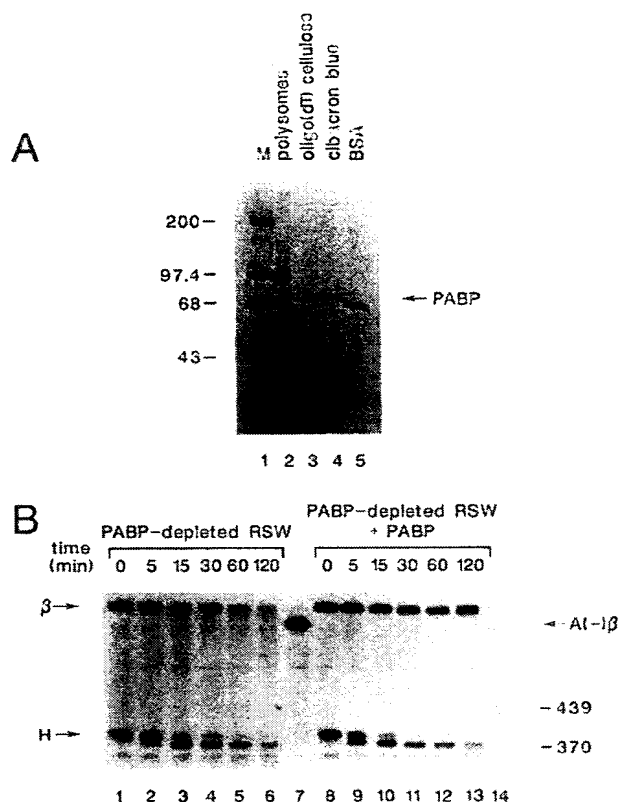 A
M
polysomes
oligo(dT) cellulose
cibacron blue
BSA
200
97.4
68
43
← PABP
1 2 3 4 5
B
PABP-depleted RSW
PABP-depleted RSW
+ PABP
time
(min)
0 5 15 30 60 120
0 5 15 30 60 120
β→
A(-)β
439
H→
370
1 2 3 4 5 6 7 8 9 10 11 12 13 14